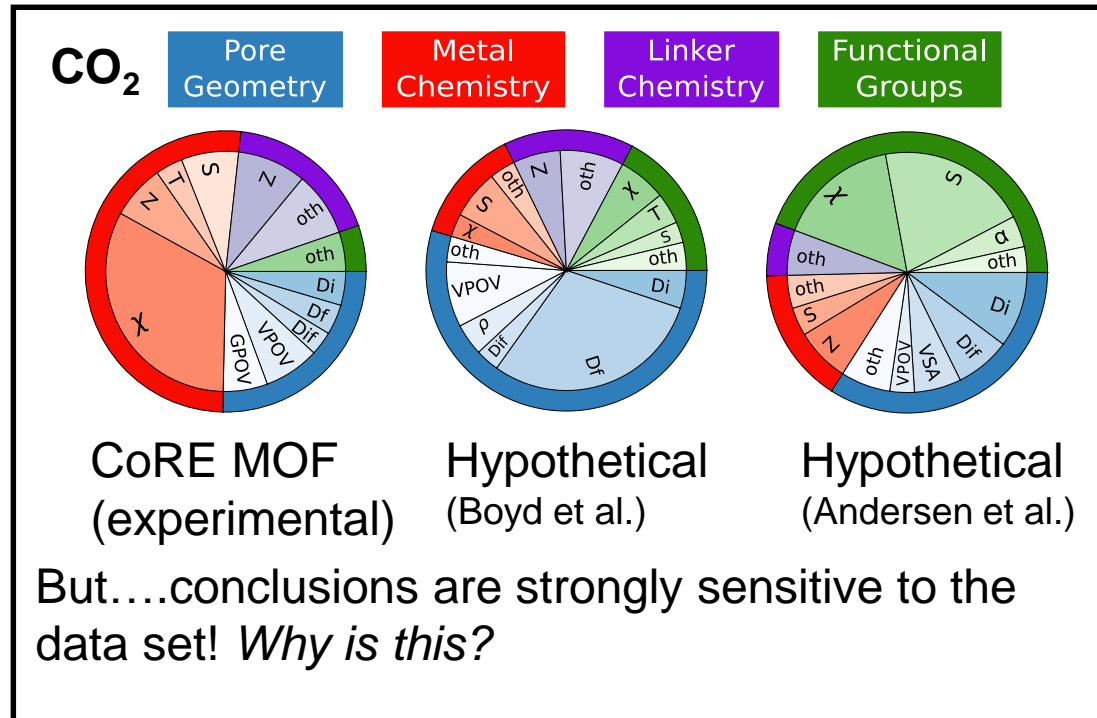 CO₂
Pore
Geometry
Metal
Chemistry
Linker
Chemistry
Functional
Groups
χ
Z
T
S
Z
oth
oth
Di
Df
Dif
VPOV
GPOV
oth
VPOV
ρ
Dif
Df
Di
χ
S
oth
Z
oth
χ
T
S
oth
χ
S
α
oth
Di
Dif
VSA
VPOV
oth
Z
S
oth
oth
CoRE MOF
(experimental)
Hypothetical
(Boyd et al.)
Hypothetical
(Andersen et al.)
But….conclusions are strongly sensitive to the
data set! Why is this?